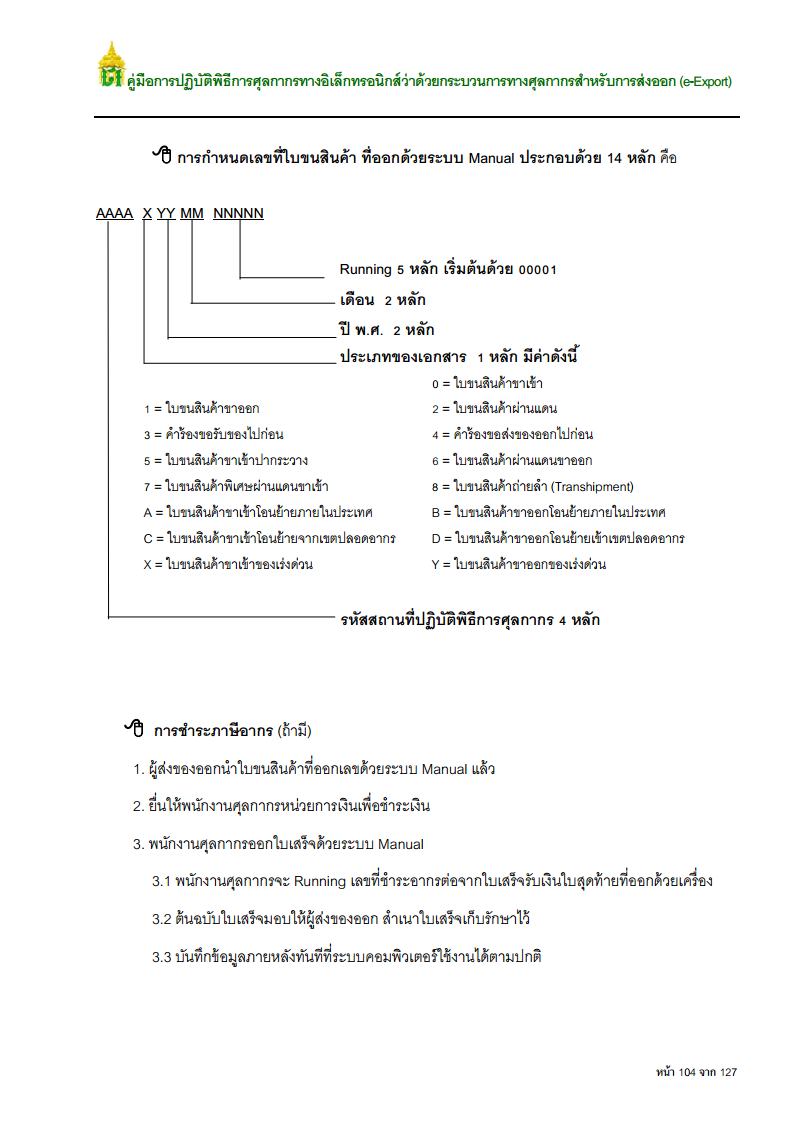 คู่มือการปฏิบัติพิธีการศุลกากรทางอิเล็กทรอนิกส์ว่าด้วยกระบวนการทางศุลกากรสำหรับการส่งออก (e-Export)
การกำหนดเลขที่ใบขนสินค้า ที่ออกด้วยระบบ Manual ประกอบด้วย 14 หลัก คือ
AAAA X YY MM NNNNN
Running 5 หลัก เริ่มต้นด้วย 00001
เดือน 2 หลัก
ปี พ.ศ. 2 หลัก
ประเภทของเอกสาร 1 หลัก มีค่าดังนี้
0 = ใบขนสินค้าขาเข้า
1 = ใบขนสินค้าขาออก 2 = ใบขนสินค้าผ่านแดน
3 = คำร้องขอรับของไปก่อน 4 = คำร้องขอส่งของออกไปก่อน
5 = ใบขนสินค้าขาเข้าปากระวาง 6 = ใบขนสินค้าผ่านแดนขาออก
7 = ใบขนสินค้าพิเศษผ่านแดนขาเข้า 8 = ใบขนสินค้าถ่ายลำ (Transhipment)
A = ใบขนสินค้าขาเข้าโอนย้ายภายในประเทศ B = ใบขนสินค้าขาออกโอนย้ายภายในประเทศ
C = ใบขนสินค้าขาเข้าโอนย้ายจากเขตปลอดอากร D = ใบขนสินค้าขาออกโอนย้ายเข้าเขตปลอดอากร
X = ใบขนสินค้าขาเข้าของเร่งด่วน Y = ใบขนสินค้าขาออกของเร่งด่วน
รหัสสถานที่ปฏิบัติพิธีการศุลกากร 4 หลัก
การชำระภาษีอากร (ถ้ามี)
1. ผู้ส่งของออกนำใบขนสินค้าที่ออกเลขด้วยระบบ Manual แล้ว
2. ยื่นให้พนักงานศุลกากรหน่วยการเงินเพื่อชำระเงิน
3. พนักงานศุลกากรออกใบเสร็จด้วยระบบ Manual
3.1 พนักงานศุลกากรจะ Running เลขที่ชำระอากรต่อจากใบเสร็จรับเงินใบสุดท้ายที่ออกด้วยเครื่อง
3.2 ต้นฉบับใบเสร็จมอบให้ผู้ส่งของออก สำเนาใบเสร็จเก็บรักษาไว้
3.3 บันทึกข้อมูลภายหลังทันทีที่ระบบคอมพิวเตอร์ใช้งานได้ตามปกติ
หน้า 104 จาก 127